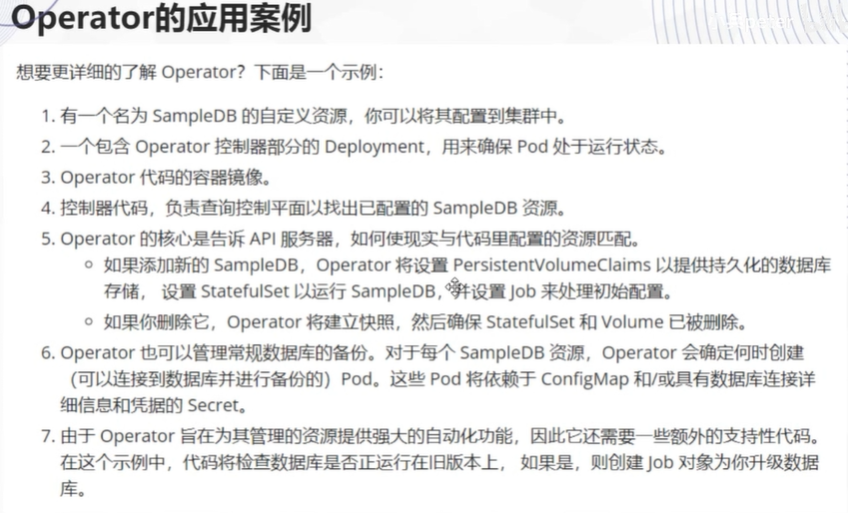 Operator的应用案例
想要更详细的了解 Operator？下面是一个示例：
1. 有一个名为 SampleDB 的自定义资源，你可以将其配置到集群中。
2. 一个包含 Operator 控制器部分的 Deployment，用来确保 Pod 处于运行状态。
3. Operator 代码的容器镜像。
4. 控制器代码，负责查询控制平面以找出已配置的 SampleDB 资源。
5. Operator 的核心是告诉 API 服务器，如何使现实与代码里配置的资源匹配。
○ 如果添加新的 SampleDB，Operator 将设置 PersistentVolumeClaims 以提供持久化的数据库
存储， 设置 StatefulSet 以运行 SampleDB，并设置 Job 来处理初始配置。
○ 如果你删除它，Operator 将建立快照，然后确保 StatefulSet 和 Volume 已被删除。
6. Operator 也可以管理常规数据库的备份。对于每个 SampleDB 资源，Operator 会确定何时创建
（可以连接到数据库并进行备份的）Pod。这些 Pod 将依赖于 ConfigMap 和/或具有数据库连接详
细信息和凭据的 Secret。
7. 由于 Operator 旨在为其管理的资源提供强大的自动化功能，因此它还需要一些额外的支持性代码。
在这个示例中，代码将检查数据库是否正运行在旧版本上， 如果是，则创建 Job 对象为你升级数据
库。